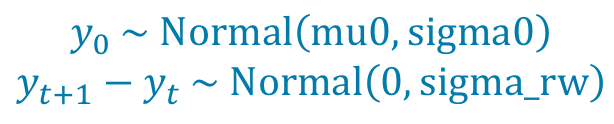 y₀ ~ Normal(mu0, sigma0)
yₜ₊₁ − yₜ ~ Normal(0, sigma_rw)